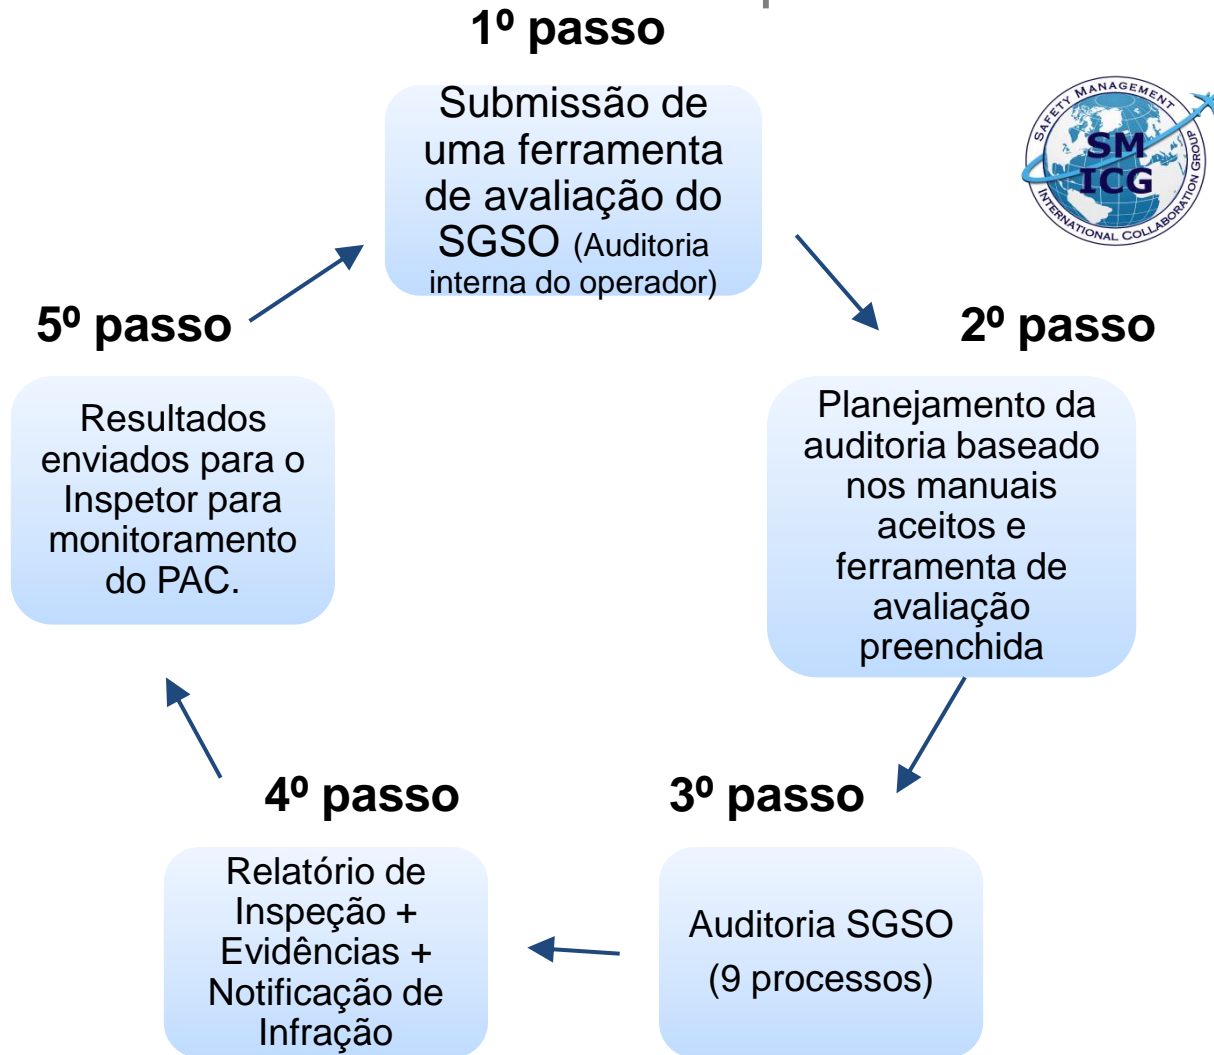 1º passo
Submissão de
uma ferramenta
de avaliação do
SGSO (Auditoria
interna do operador)
SAFETY MANAGEMENT
INTERNATIONAL COLLABORATION GROUP
SM
ICG
2º passo
Planejamento da
auditoria baseado
nos manuais
aceitos e
ferramenta de
avaliação
preenchida
3º passo
Auditoria SGSO
(9 processos)
4º passo
Relatório de
Inspeção +
Evidências +
Notificação de
Infração
5º passo
Resultados
enviados para o
Inspetor para
monitoramento
do PAC.